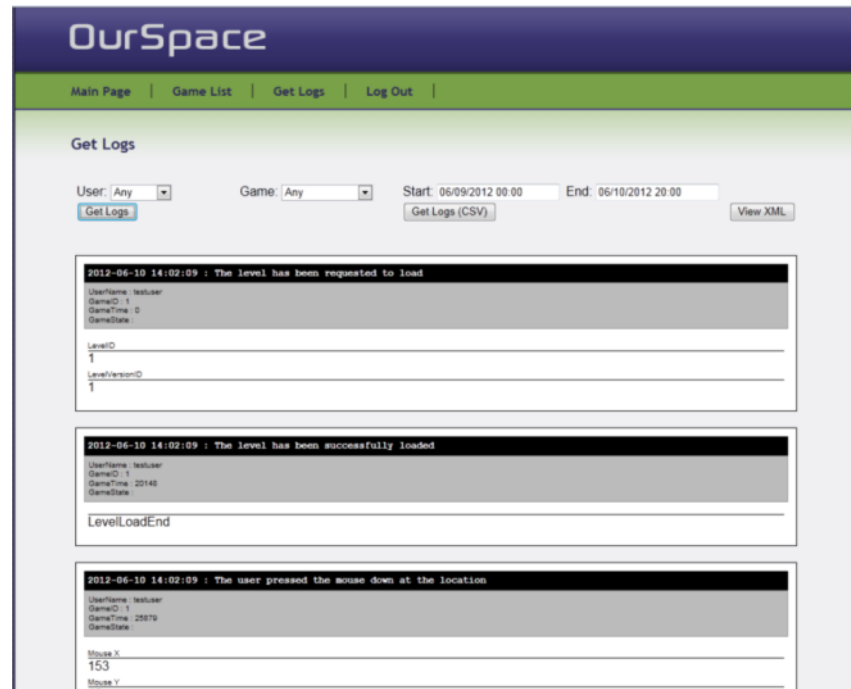 OurSpace
Main Page | Game List | Get Logs | Log Out |
Get Logs
User: Any Game: Any Start: 06/09/2012 00:00 End: 06/10/2012 20:00
Get Logs Get Logs (CSV) View XML
2012-06-10 14:02:09 : The level has been requested to load
UserName : testuser
GameID : 1
GameTime : 0
GameState :
LevelID
1
LevelVersionID
1
2012-06-10 14:02:09 : The level has been successfully loaded
UserName : testuser
GameID : 1
GameTime : 20148
GameState :
LevelLoadEnd
2012-06-10 14:02:09 : The user pressed the mouse down at the location
UserName : testuser
GameID : 1
GameTime : 25879
GameState :
Mouse X
153
Mouse Y